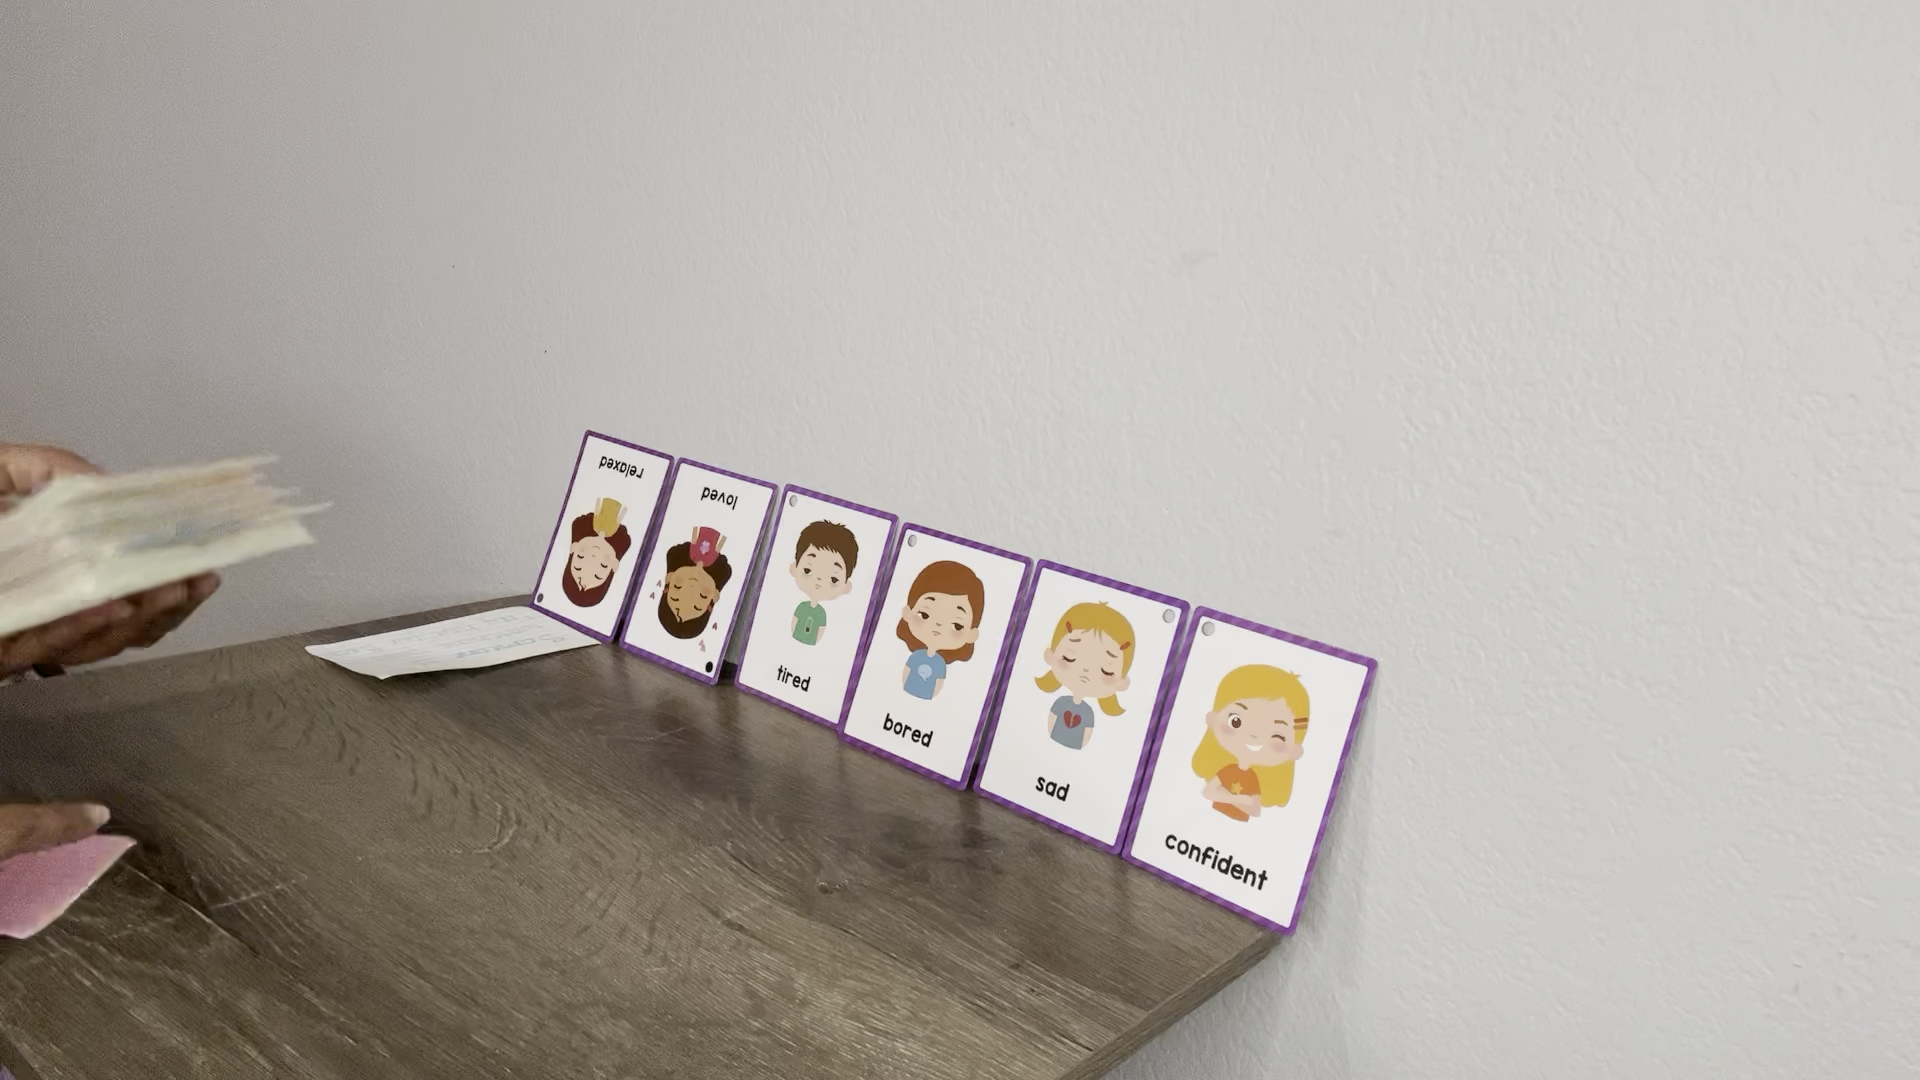 relaxed
loved
tired
bored
sad
confident